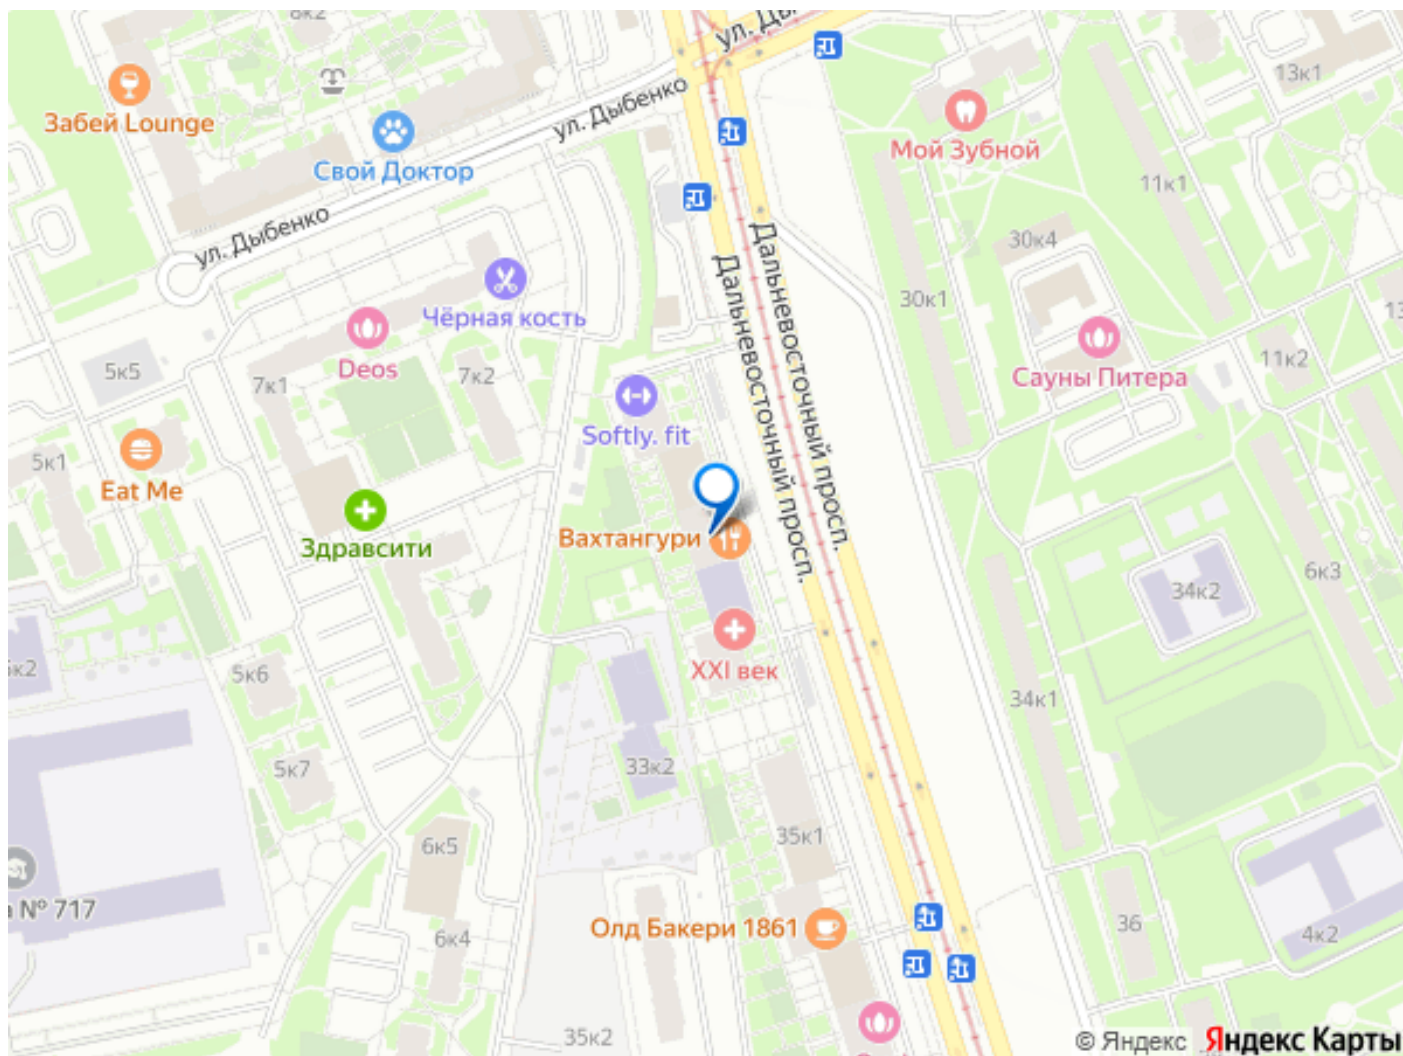 8к2
ул. Дыбенко
13к1
Забей Lounge
ул. Дыбенко
Мой Зубной
Свой Доктор
11к1
ул. Дыбенко
30к4
Дальневосточный просп.
Дальневосточный просп.
30к1
Чёрная кость
Deos
7к2
5к5
7к1
11к2
Сауны Питера
Softly. fit
5к1
Eat Me
Вахтангури
Здравсити
6к3
34к2
XXI век
5к6
34к1
33к2
5к7
35к1
6к5
№ 717
Олд Бакери 1861
36
4к2
6к4
35к2
© Яндекс Яндекс Карты